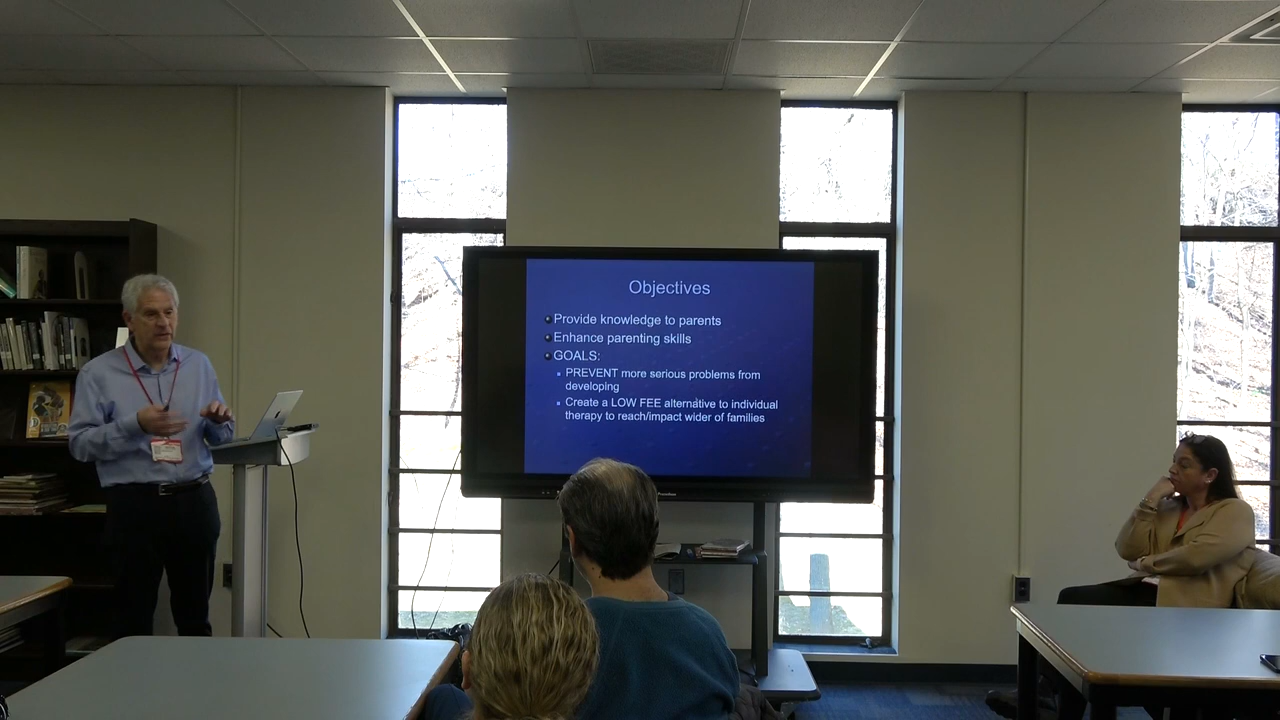 Objectives
Provide knowledge to parents
Enhance parenting skills
GOALS:
PREVENT more serious problems from
developing
Create a LOW FEE alternative to individual
therapy to reach/impact wider of families